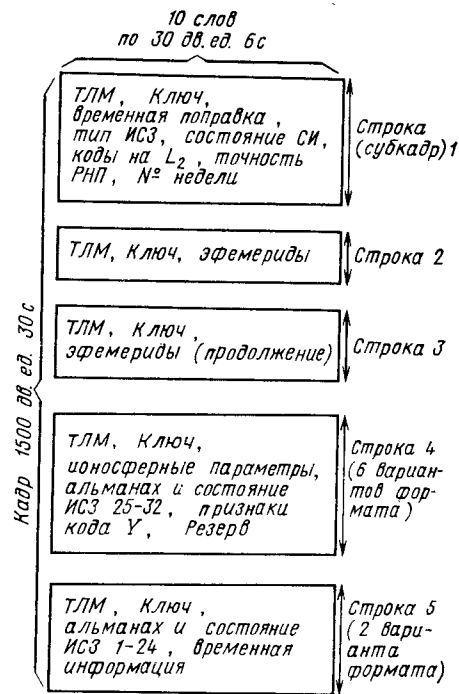 10 слов
по 30 дв. ед. 6 с
Кадр 1500 дв. ед. 30 с
ТЛМ, Ключ,
временная поправка,
тип ИСЗ, состояние СИ,
коды на L₂, точность
РНП, № недели
Строка
(субкадр) 1
ТЛМ, Ключ, эфемериды
Строка 2
ТЛМ, Ключ,
эфемериды (продолжение)
Строка 3
ТЛМ, Ключ,
ионосферные параметры,
альманах и состояние
ИСЗ 25-32, признаки
кода Y, Резерв
Строка 4
(6 вариан-
тов фор-
мата)
ТЛМ, Ключ,
альманах и состояние
ИСЗ 1-24, временная
информация
Строка 5
(2 вари-
анта
формата)